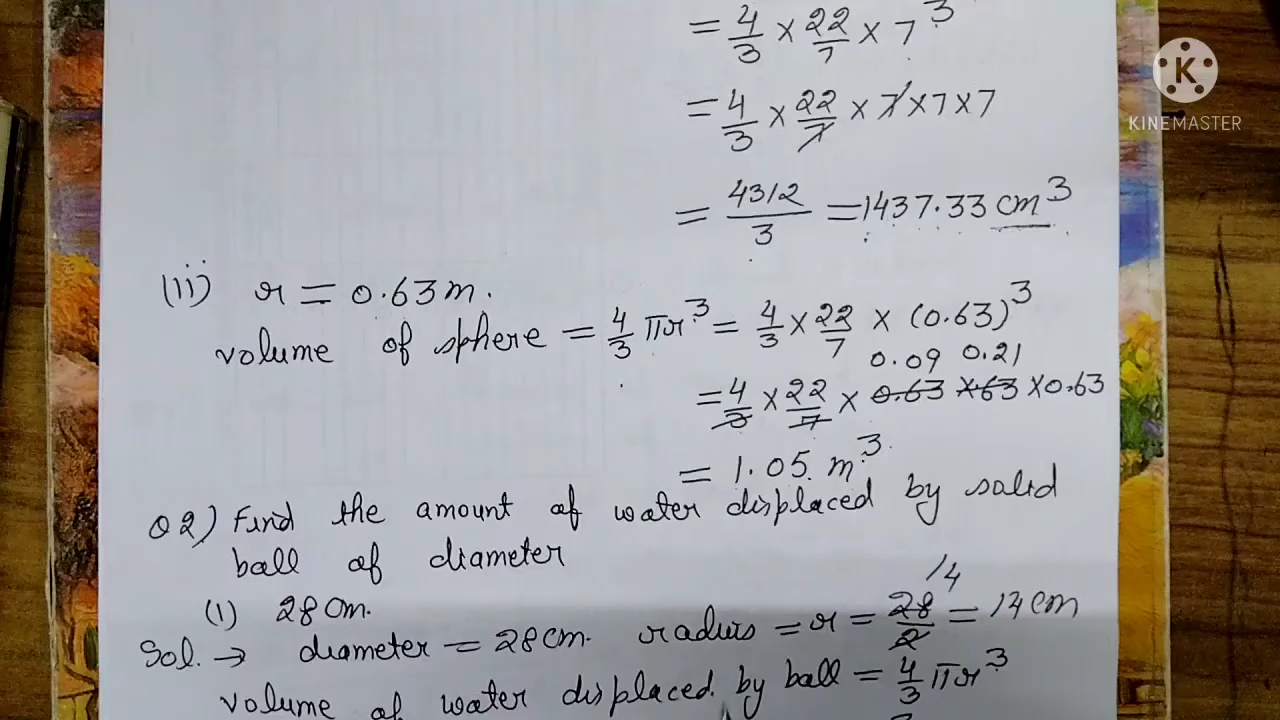 = 4/3 × 22/7 × 7³
K
= 4/3 × 22/7 × 7 × 7 × 7
KINEMASTER
= 4312/3 = 1437.33 cm³
(ii) r = 0.63 m.
volume of sphere = 4/3 πr³ = 4/3 × 22/7 × (0.63)³
0.09 0.21
= 4/3 × 22/7 × 0.63 × .63 × 0.63
= 1.05 m³
Q2) Find the amount of water displaced by solid
ball of diameter
(1) 28 cm.
14
Sol. → diameter = 28 cm. radius = r = 28/2 = 14 cm
volume of water displaced by ball = 4/3 πr³